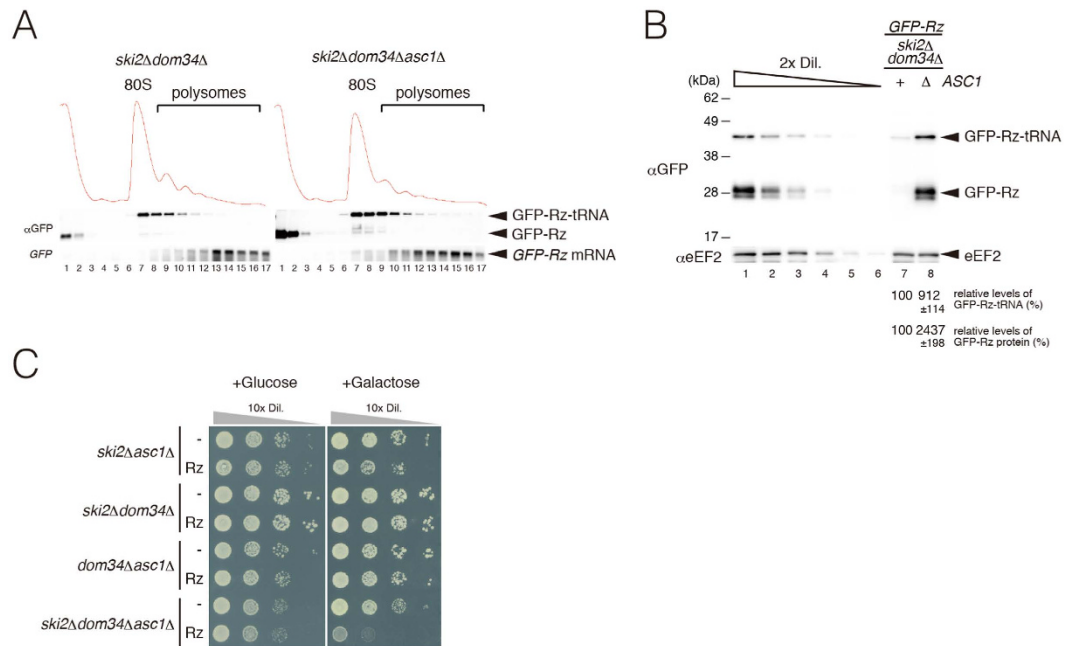 A
ski2Δdom34Δ
ski2Δdom34Δasc1Δ
80S
polysomes
80S
polysomes
αGFP
GFP
GFP-Rz-tRNA
GFP-Rz
GFP-Rz mRNA
1 2 3 4 5 6 7 8 9 10 11 12 13 14 15 16 17
1 2 3 4 5 6 7 8 9 10 11 12 13 14 15 16 17
B
GFP-Rz
ski2Δ
dom34Δ
2x Dil.
+ Δ ASC1
(kDa)
62
49
38
28
17
αGFP
GFP-Rz-tRNA
GFP-Rz
αeEF2
eEF2
1 2 3 4 5 6 7 8
100 912 relative levels of
±114 GFP-Rz-tRNA (%)
100 2437 relative levels of
±198 GFP-Rz protein (%)
C
+Glucose
+Galactose
10x Dil.
10x Dil.
ski2Δasc1Δ
-
Rz
ski2Δdom34Δ
-
Rz
dom34Δasc1Δ
-
Rz
ski2Δdom34Δasc1Δ
-
Rz